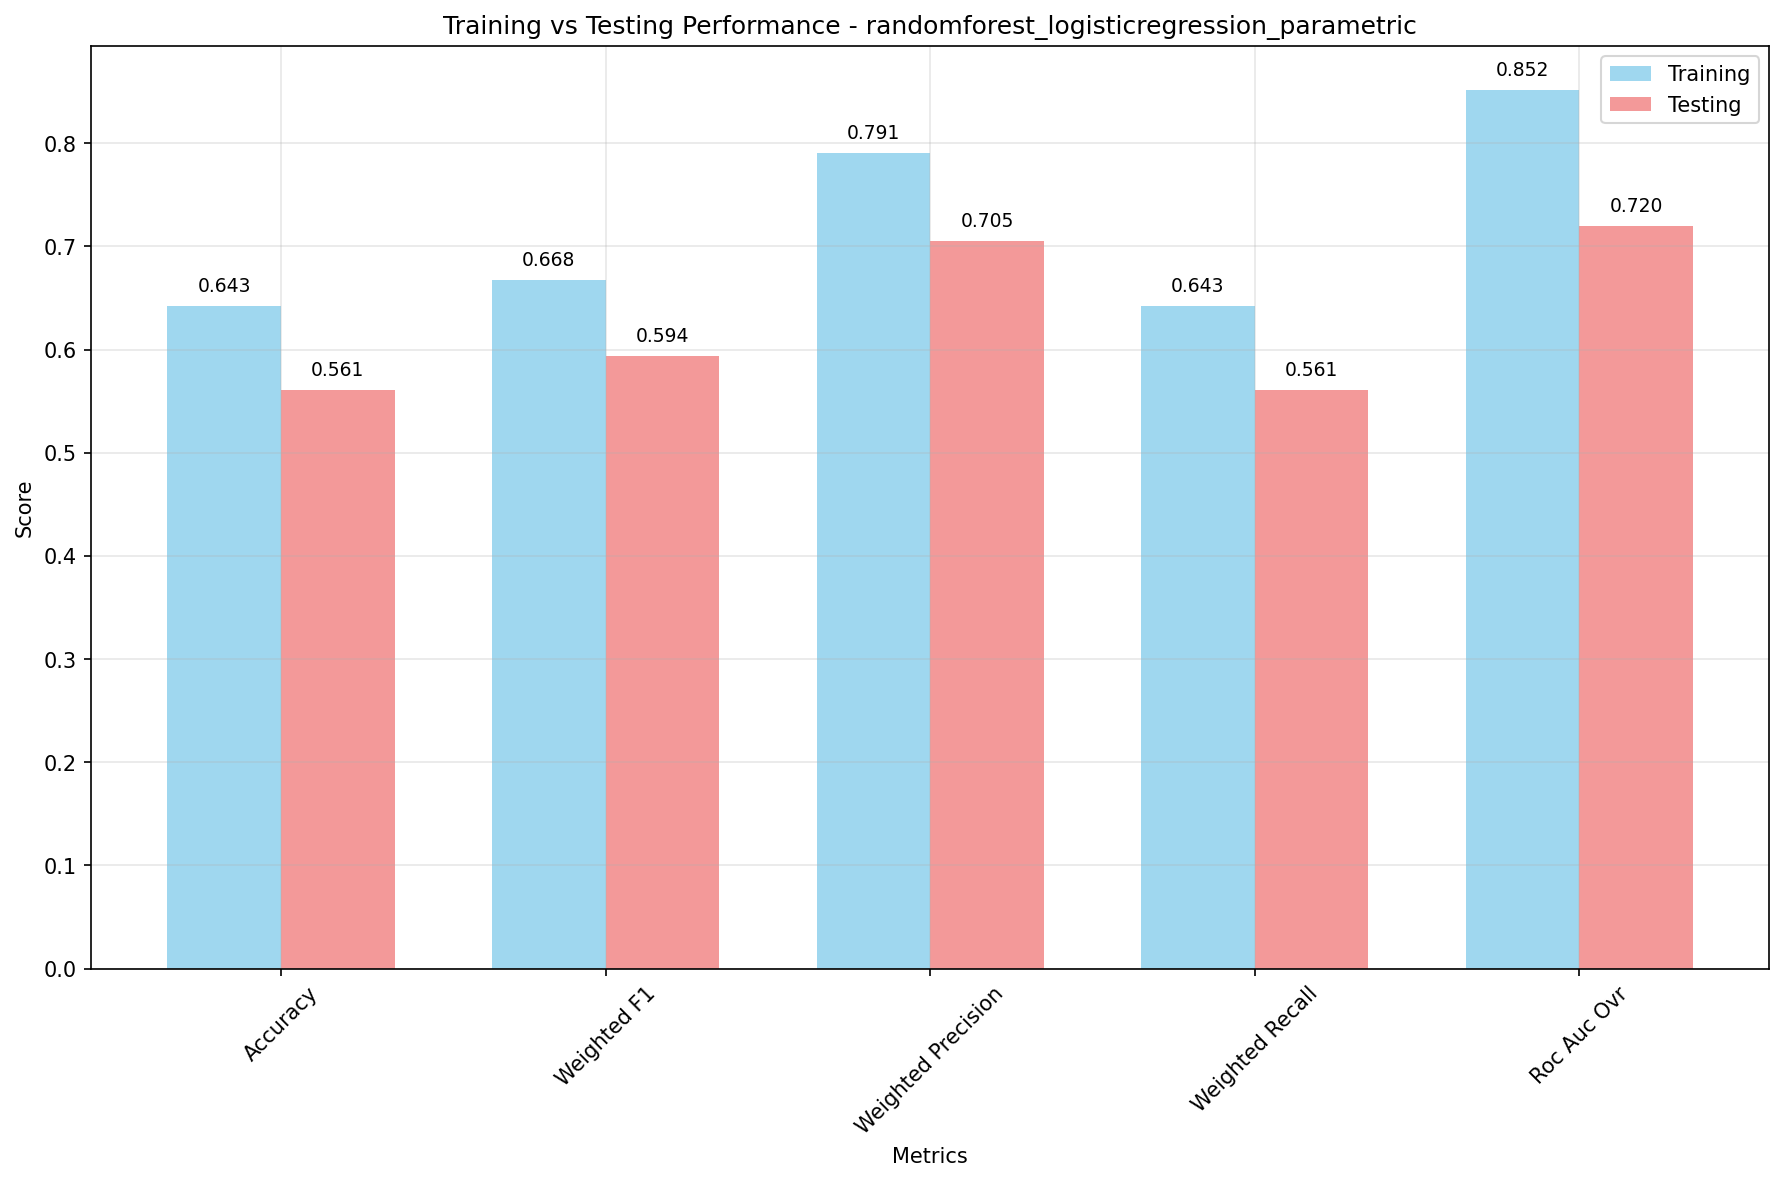 Training vs Testing Performance - randomforest_logisticregression_parametric
Training
Testing
0.852
0.791
0.720
0.705
0.668
0.643
0.643
0.594
0.561
0.561
0.8
0.7
0.6
0.5
0.4
0.3
0.2
0.1
0.0
Score
Accuracy
Weighted F1
Weighted Precision
Weighted Recall
Roc Auc Ovr
Metrics